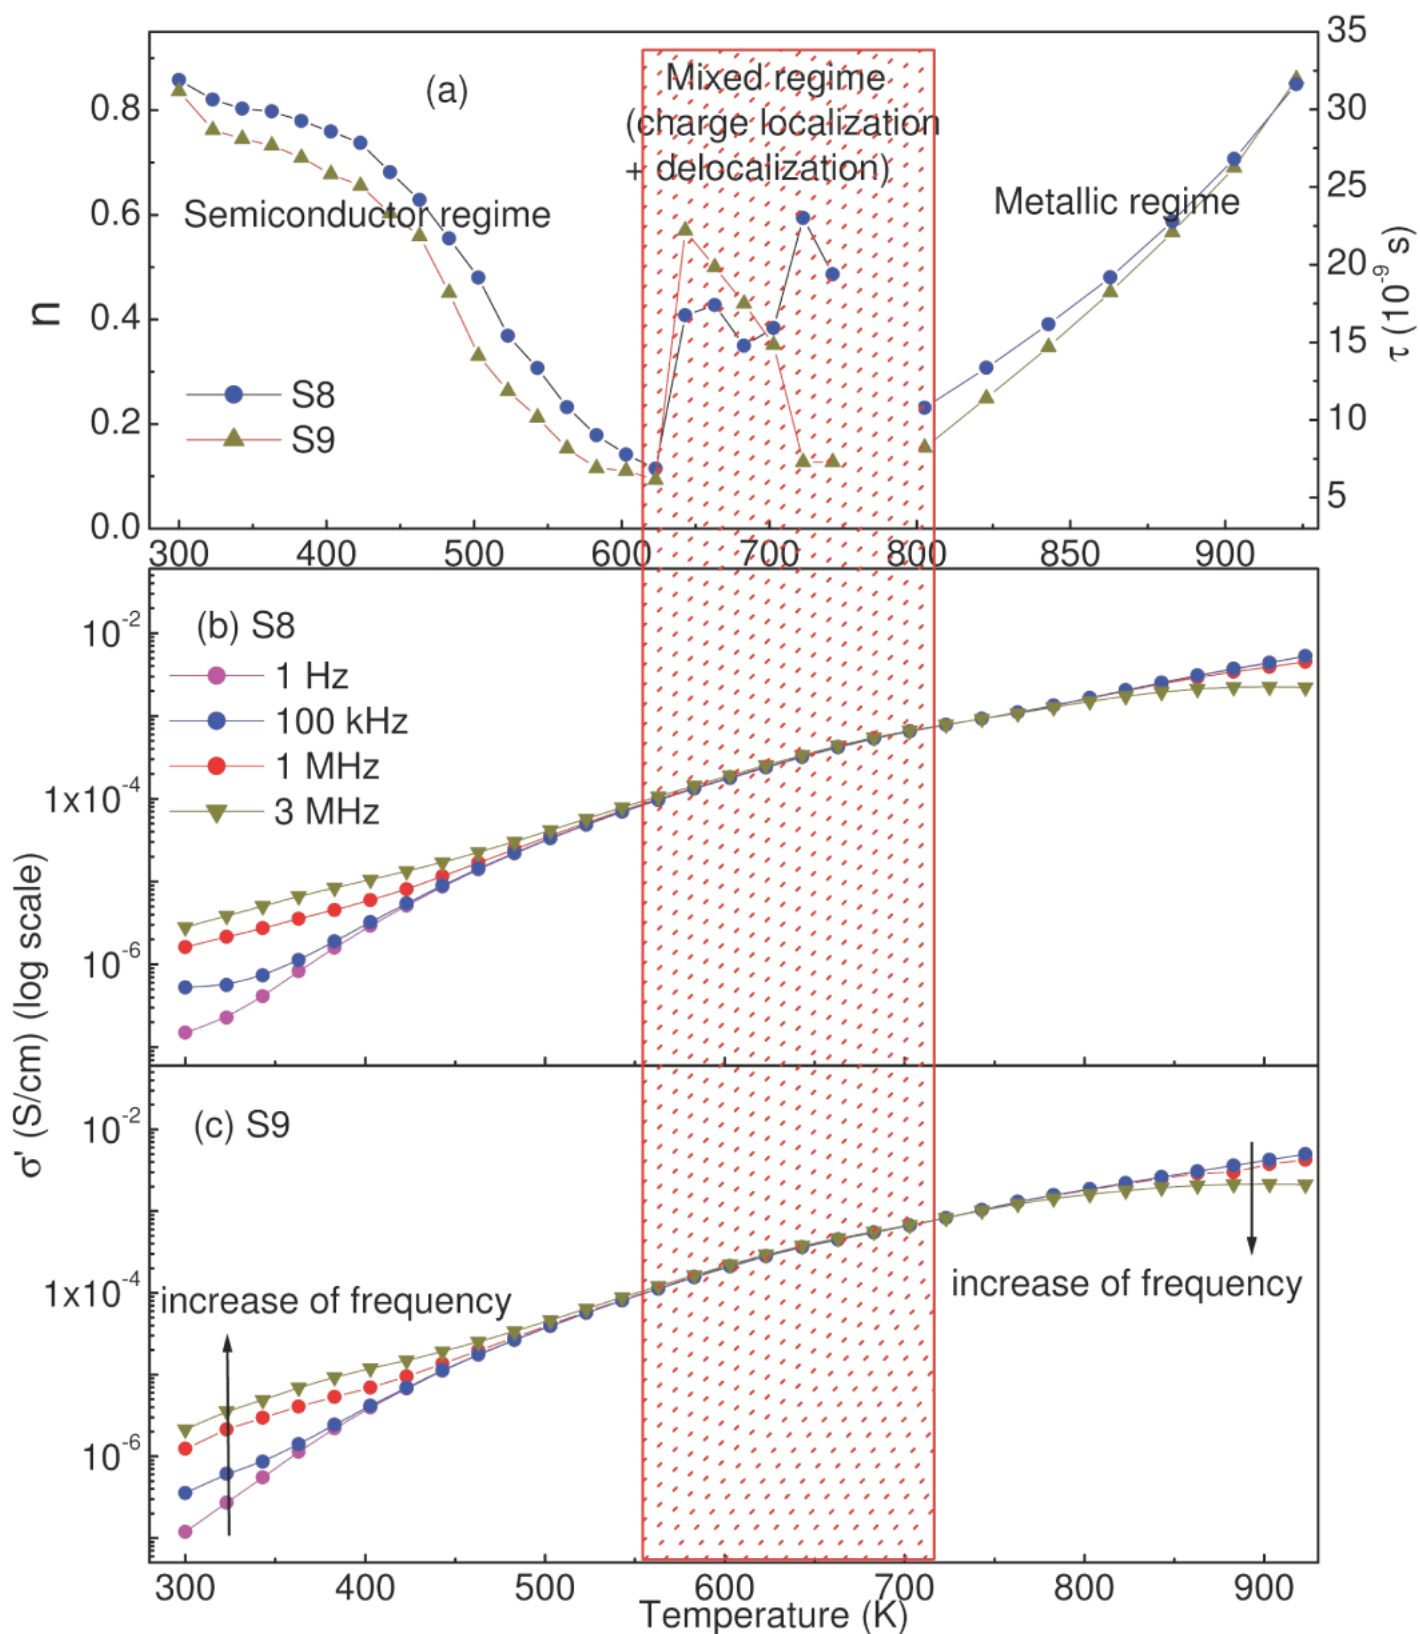 (a)
Mixed regime
(charge localization
+ delocalization)
Semiconductor regime
Metallic regime
n
0.8
0.6
0.4
0.2
0.0
S8
S9
35
30
25
20
15
10
5
τ (10⁻⁹ s)
300 400 500 600 700 800 850 900
(b) S8
1 Hz
100 kHz
1 MHz
3 MHz
10⁻²
1x10⁻⁴
10⁻⁶
σ' (S/cm) (log scale)
(c) S9
10⁻²
1x10⁻⁴
10⁻⁶
increase of frequency
increase of frequency
300 400 500 600 700 800 900
Temperature (K)